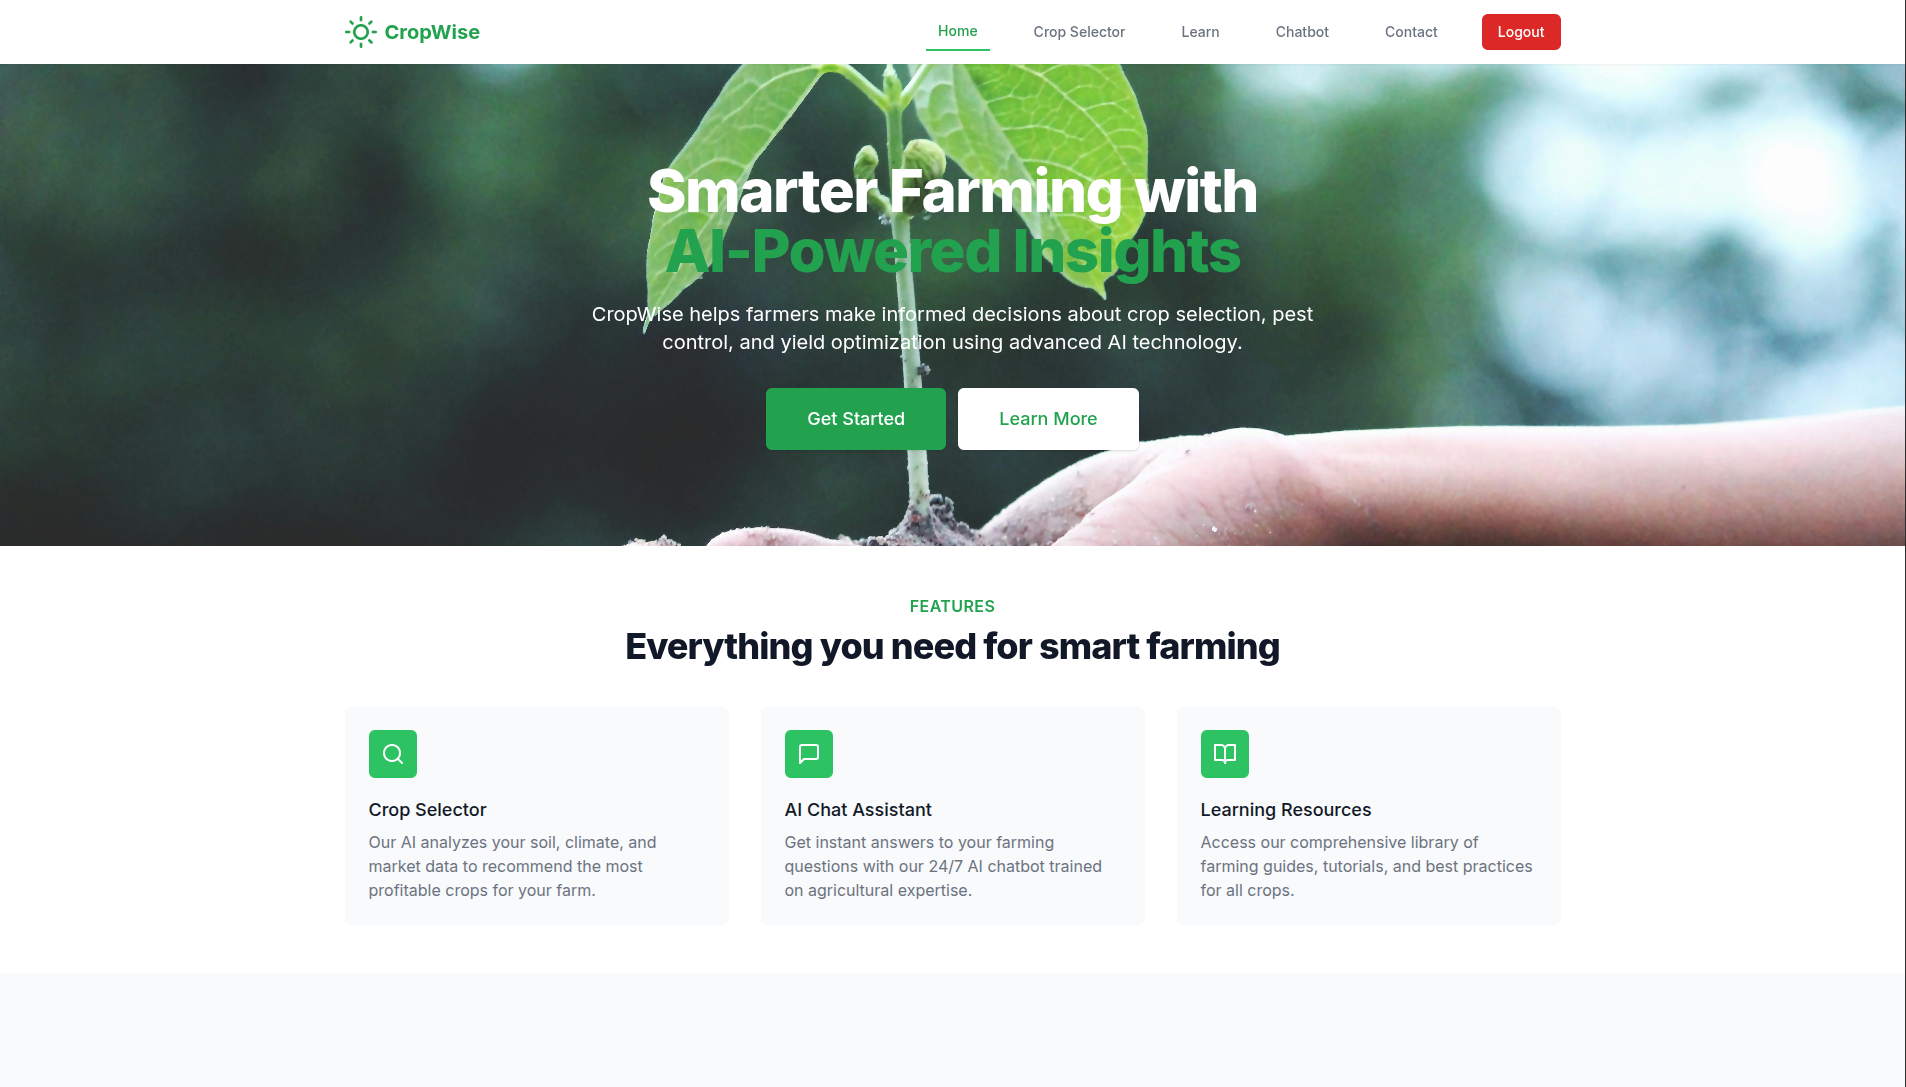 CropWise
Home
Crop Selector
Learn
Chatbot
Contact
Logout
Smarter Farming with
AI-Powered Insights
CropWise helps farmers make informed decisions about crop selection, pest
control, and yield optimization using advanced AI technology.
Get Started
Learn More
FEATURES
Everything you need for smart farming
Crop Selector
Our AI analyzes your soil, climate, and
market data to recommend the most
profitable crops for your farm.
AI Chat Assistant
Get instant answers to your farming
questions with our 24/7 AI chatbot trained
on agricultural expertise.
Learning Resources
Access our comprehensive library of
farming guides, tutorials, and best practices
for all crops.